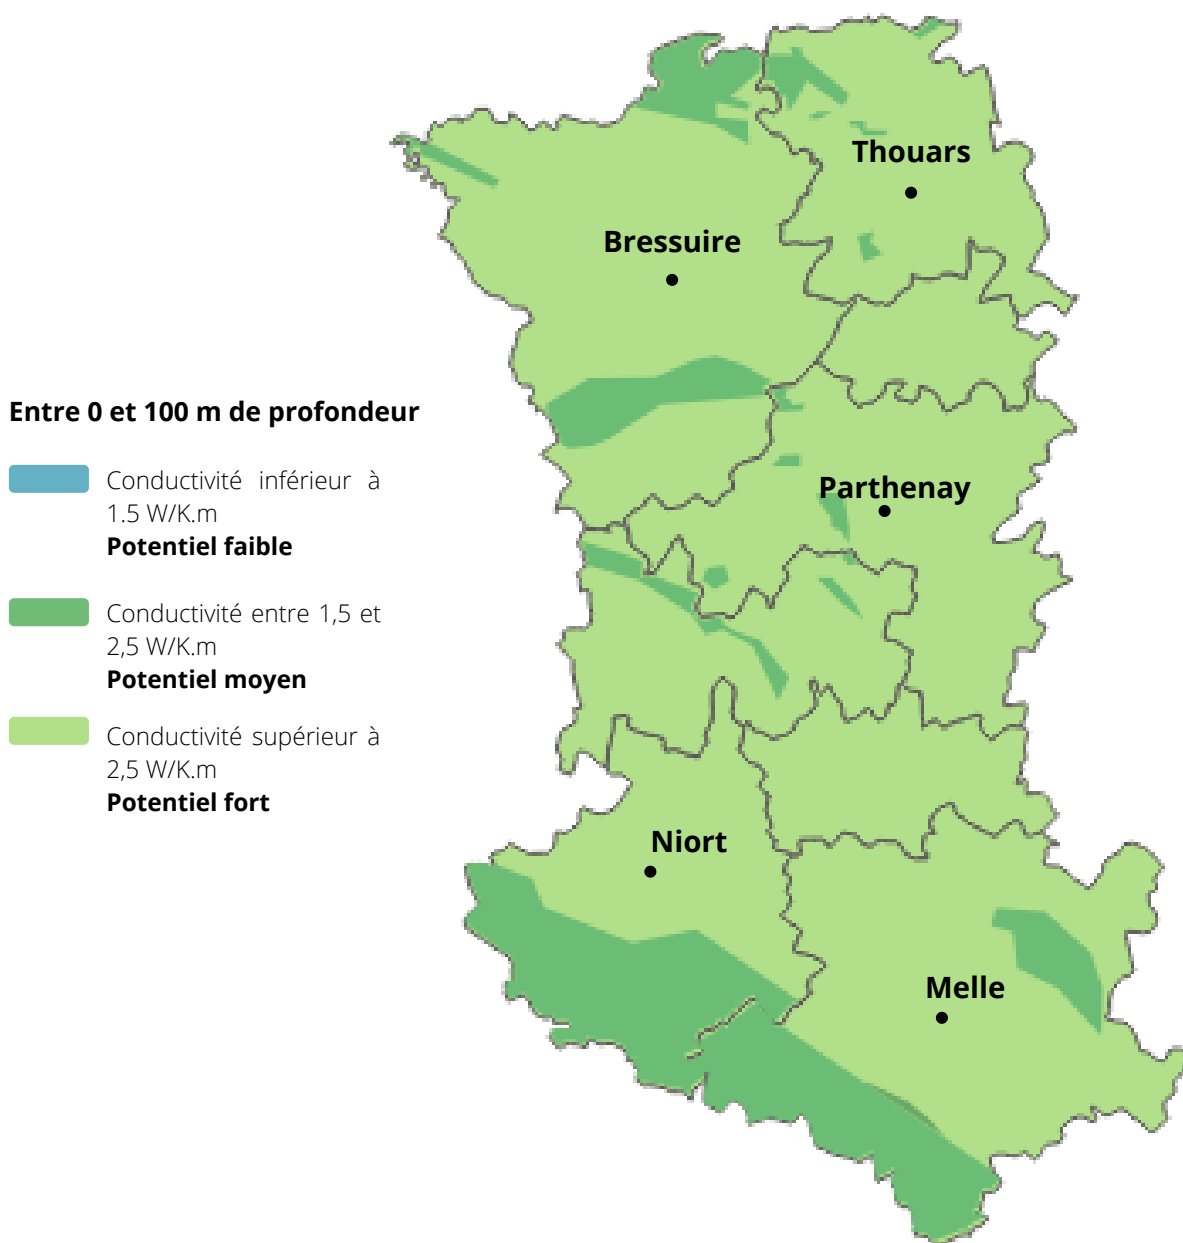 Thouars
Bressuire
Entre 0 et 100 m de profondeur
Conductivité inférieur à
1.5 W/K.m
Potentiel faible
Parthenay
Conductivité entre 1,5 et
2,5 W/K.m
Potentiel moyen
Conductivité supérieur à
2,5 W/K.m
Potentiel fort
Niort
Melle